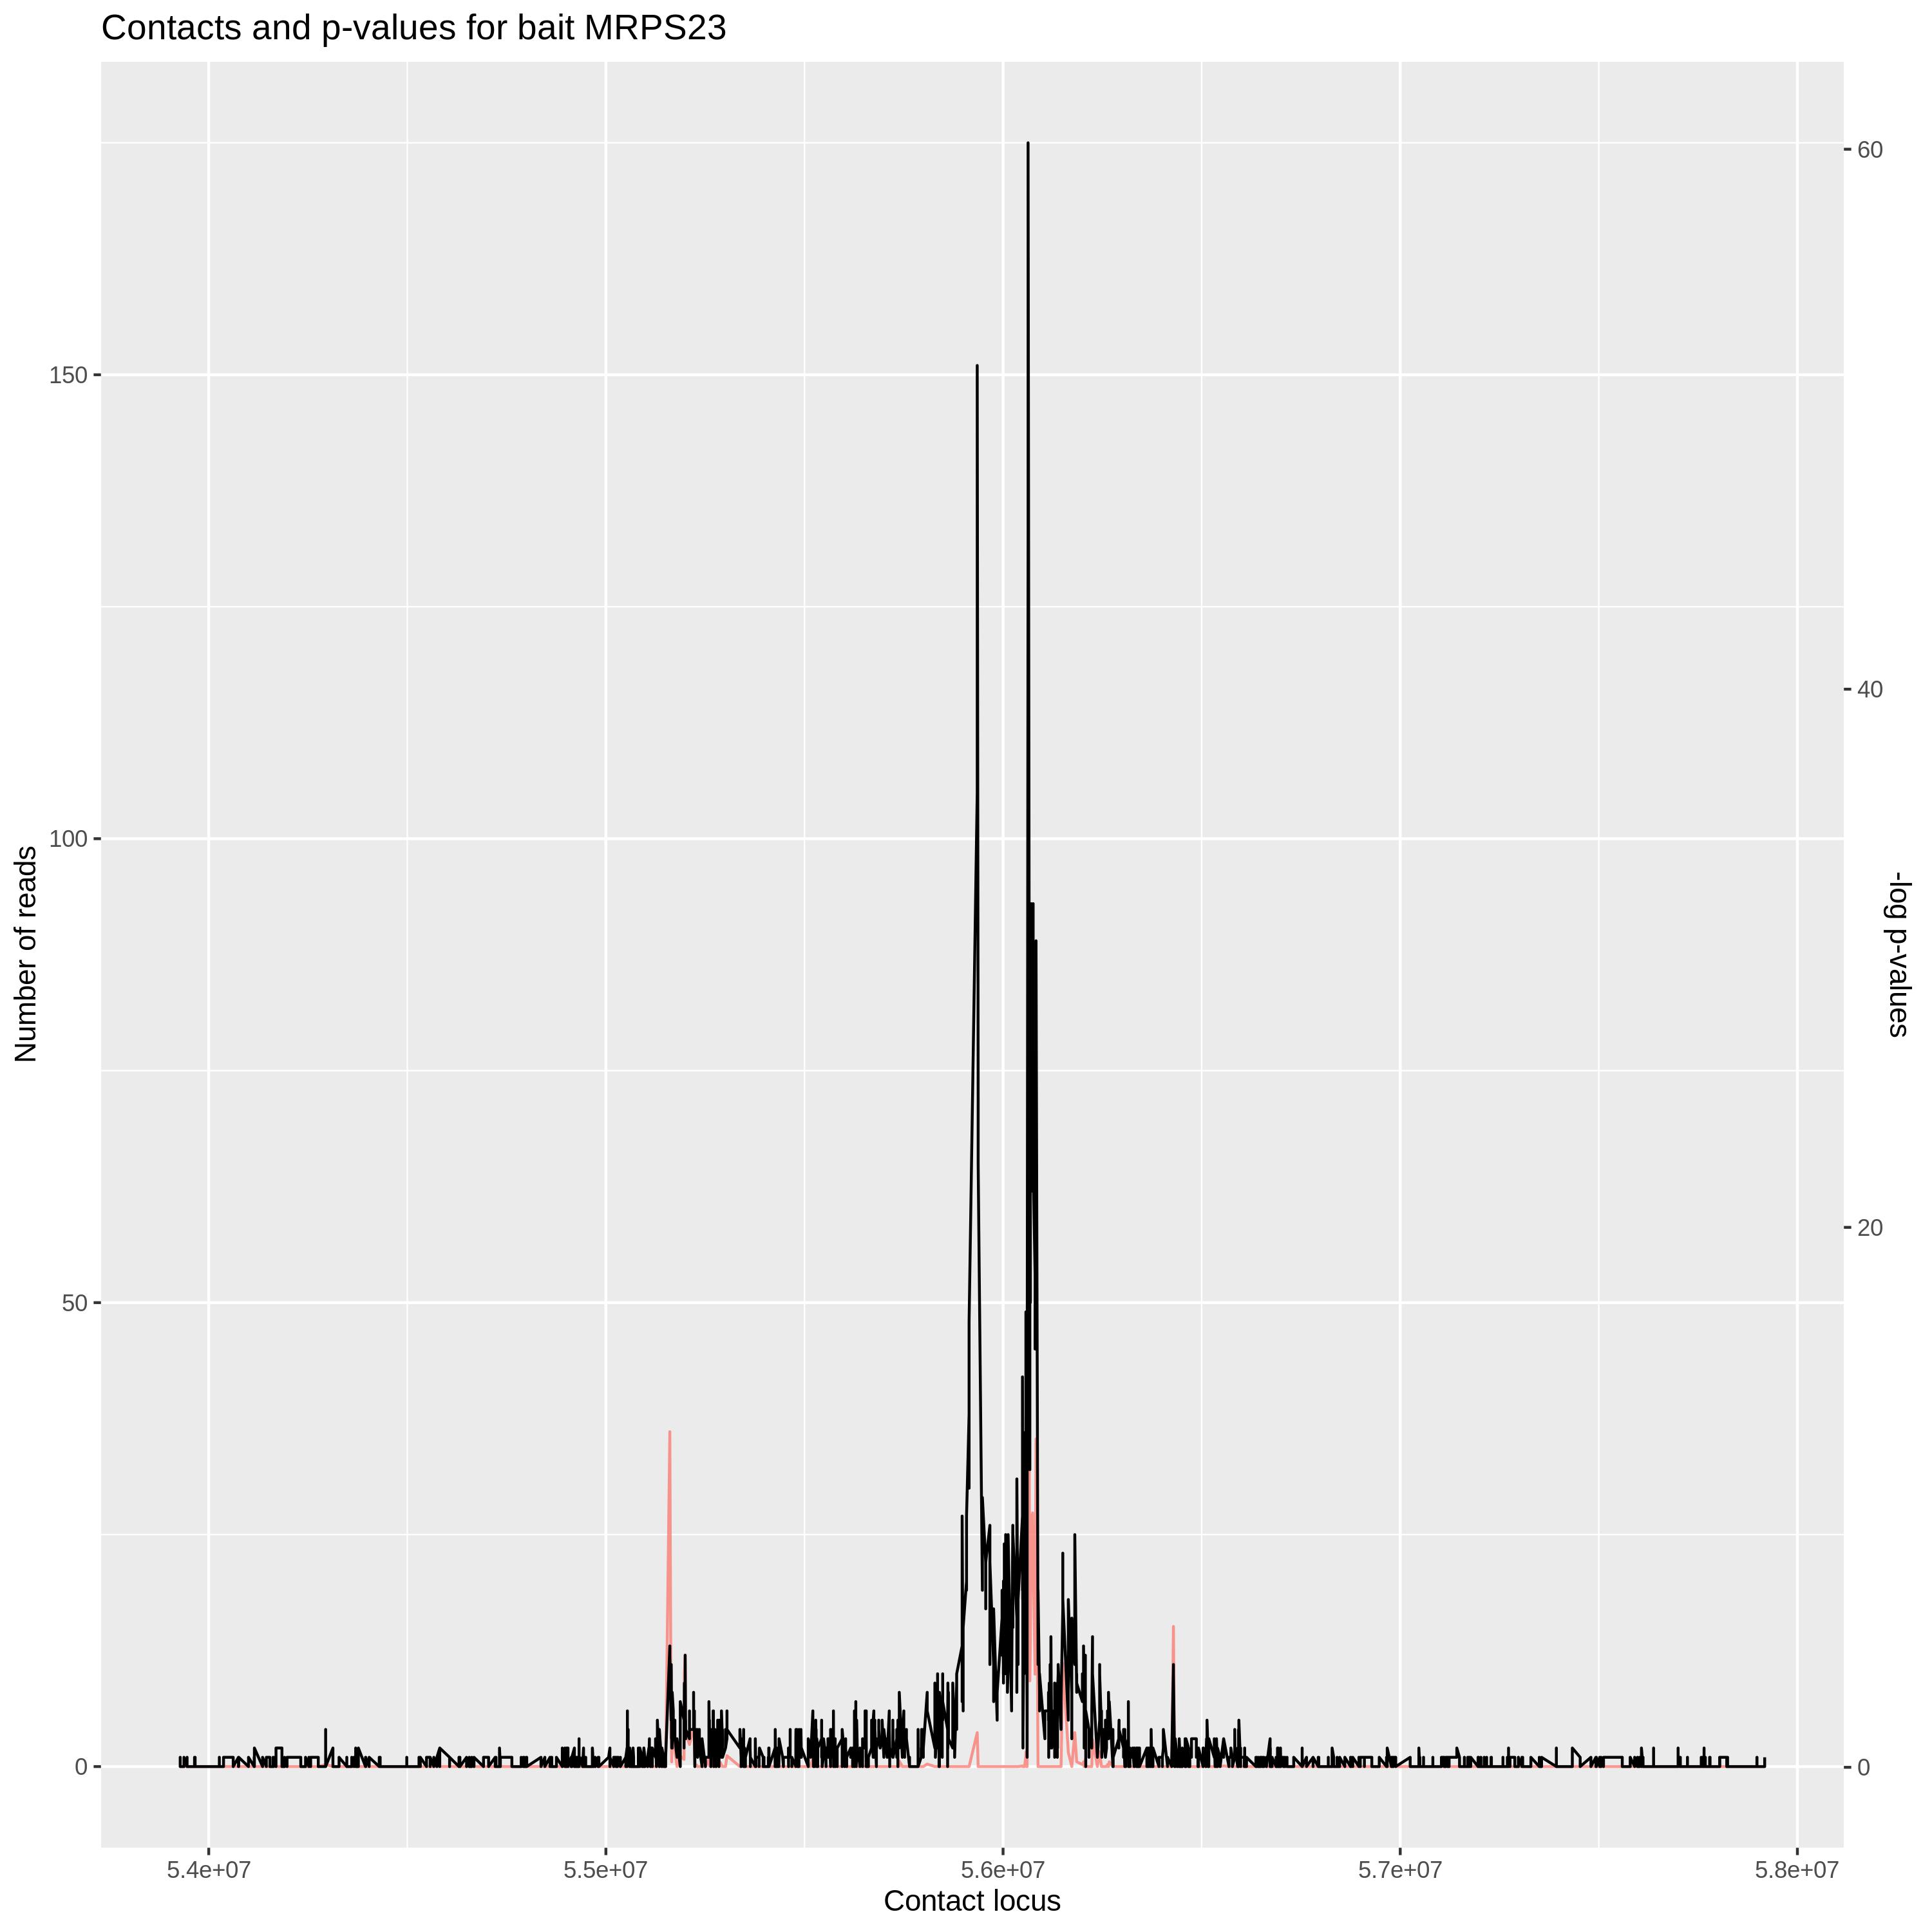 Contacts and p-values for bait MRPS23
Number of reads
150
100
50
0
60
40
20
0
-log p-values
5.4e+07 5.5e+07 5.6e+07 5.7e+07 5.8e+07
Contact locus